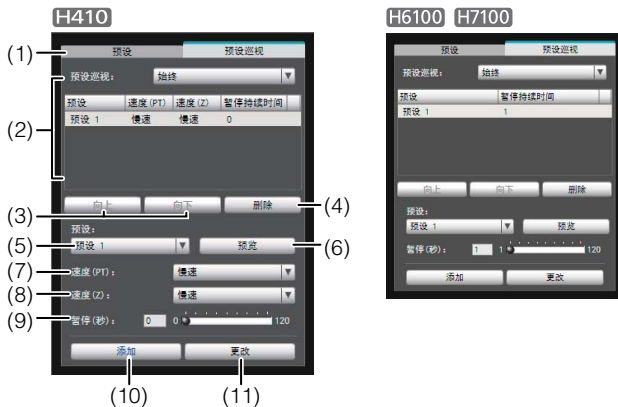 H410
(1) 预设 预设巡视
预设巡视： 始终
(2)
预设 速度(PT) 速度(Z) 暂停持续时间
预设 1 慢速 慢速 0
向上 向下 删除 (4)
(3)
预设：
(5) 预设 1 预览 (6)
(7) 速度(PT)： 慢速
(8) 速度(Z)： 慢速
(9) 暂停(秒)： 0 0 120
添加 更改
(10) (11)
H6100 H7100
预设 预设巡视
预设巡视： 始终
预设 暂停持续时间
预设 1 1
向上 向下 删除
预设：
预设 1 预览
暂停(秒)： 1 1 120
添加 更改